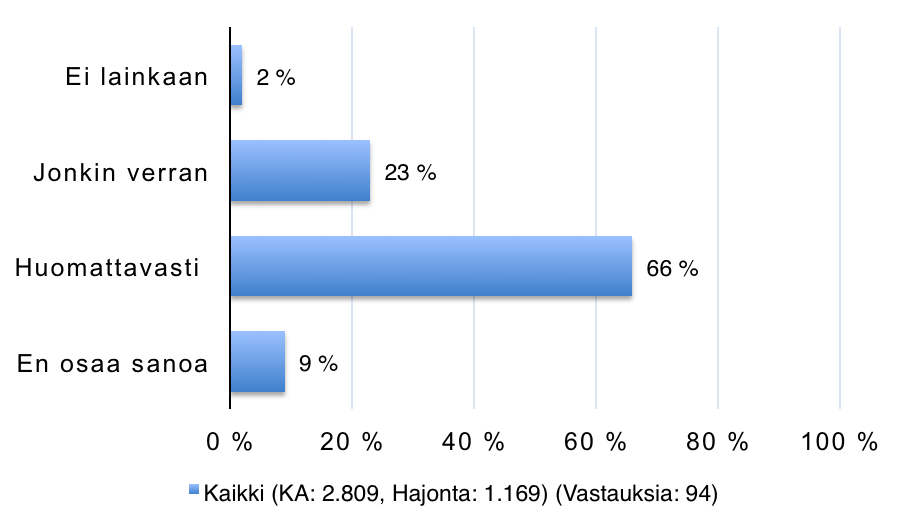 Ei lainkaan 2 %
Jonkin verran 23 %
Huomattavasti 66 %
En osaa sanoa 9 %
0 % 20 % 40 % 60 % 80 % 100 %
Kaikki (KA: 2.809, Hajonta: 1.169) (Vastauksia: 94)